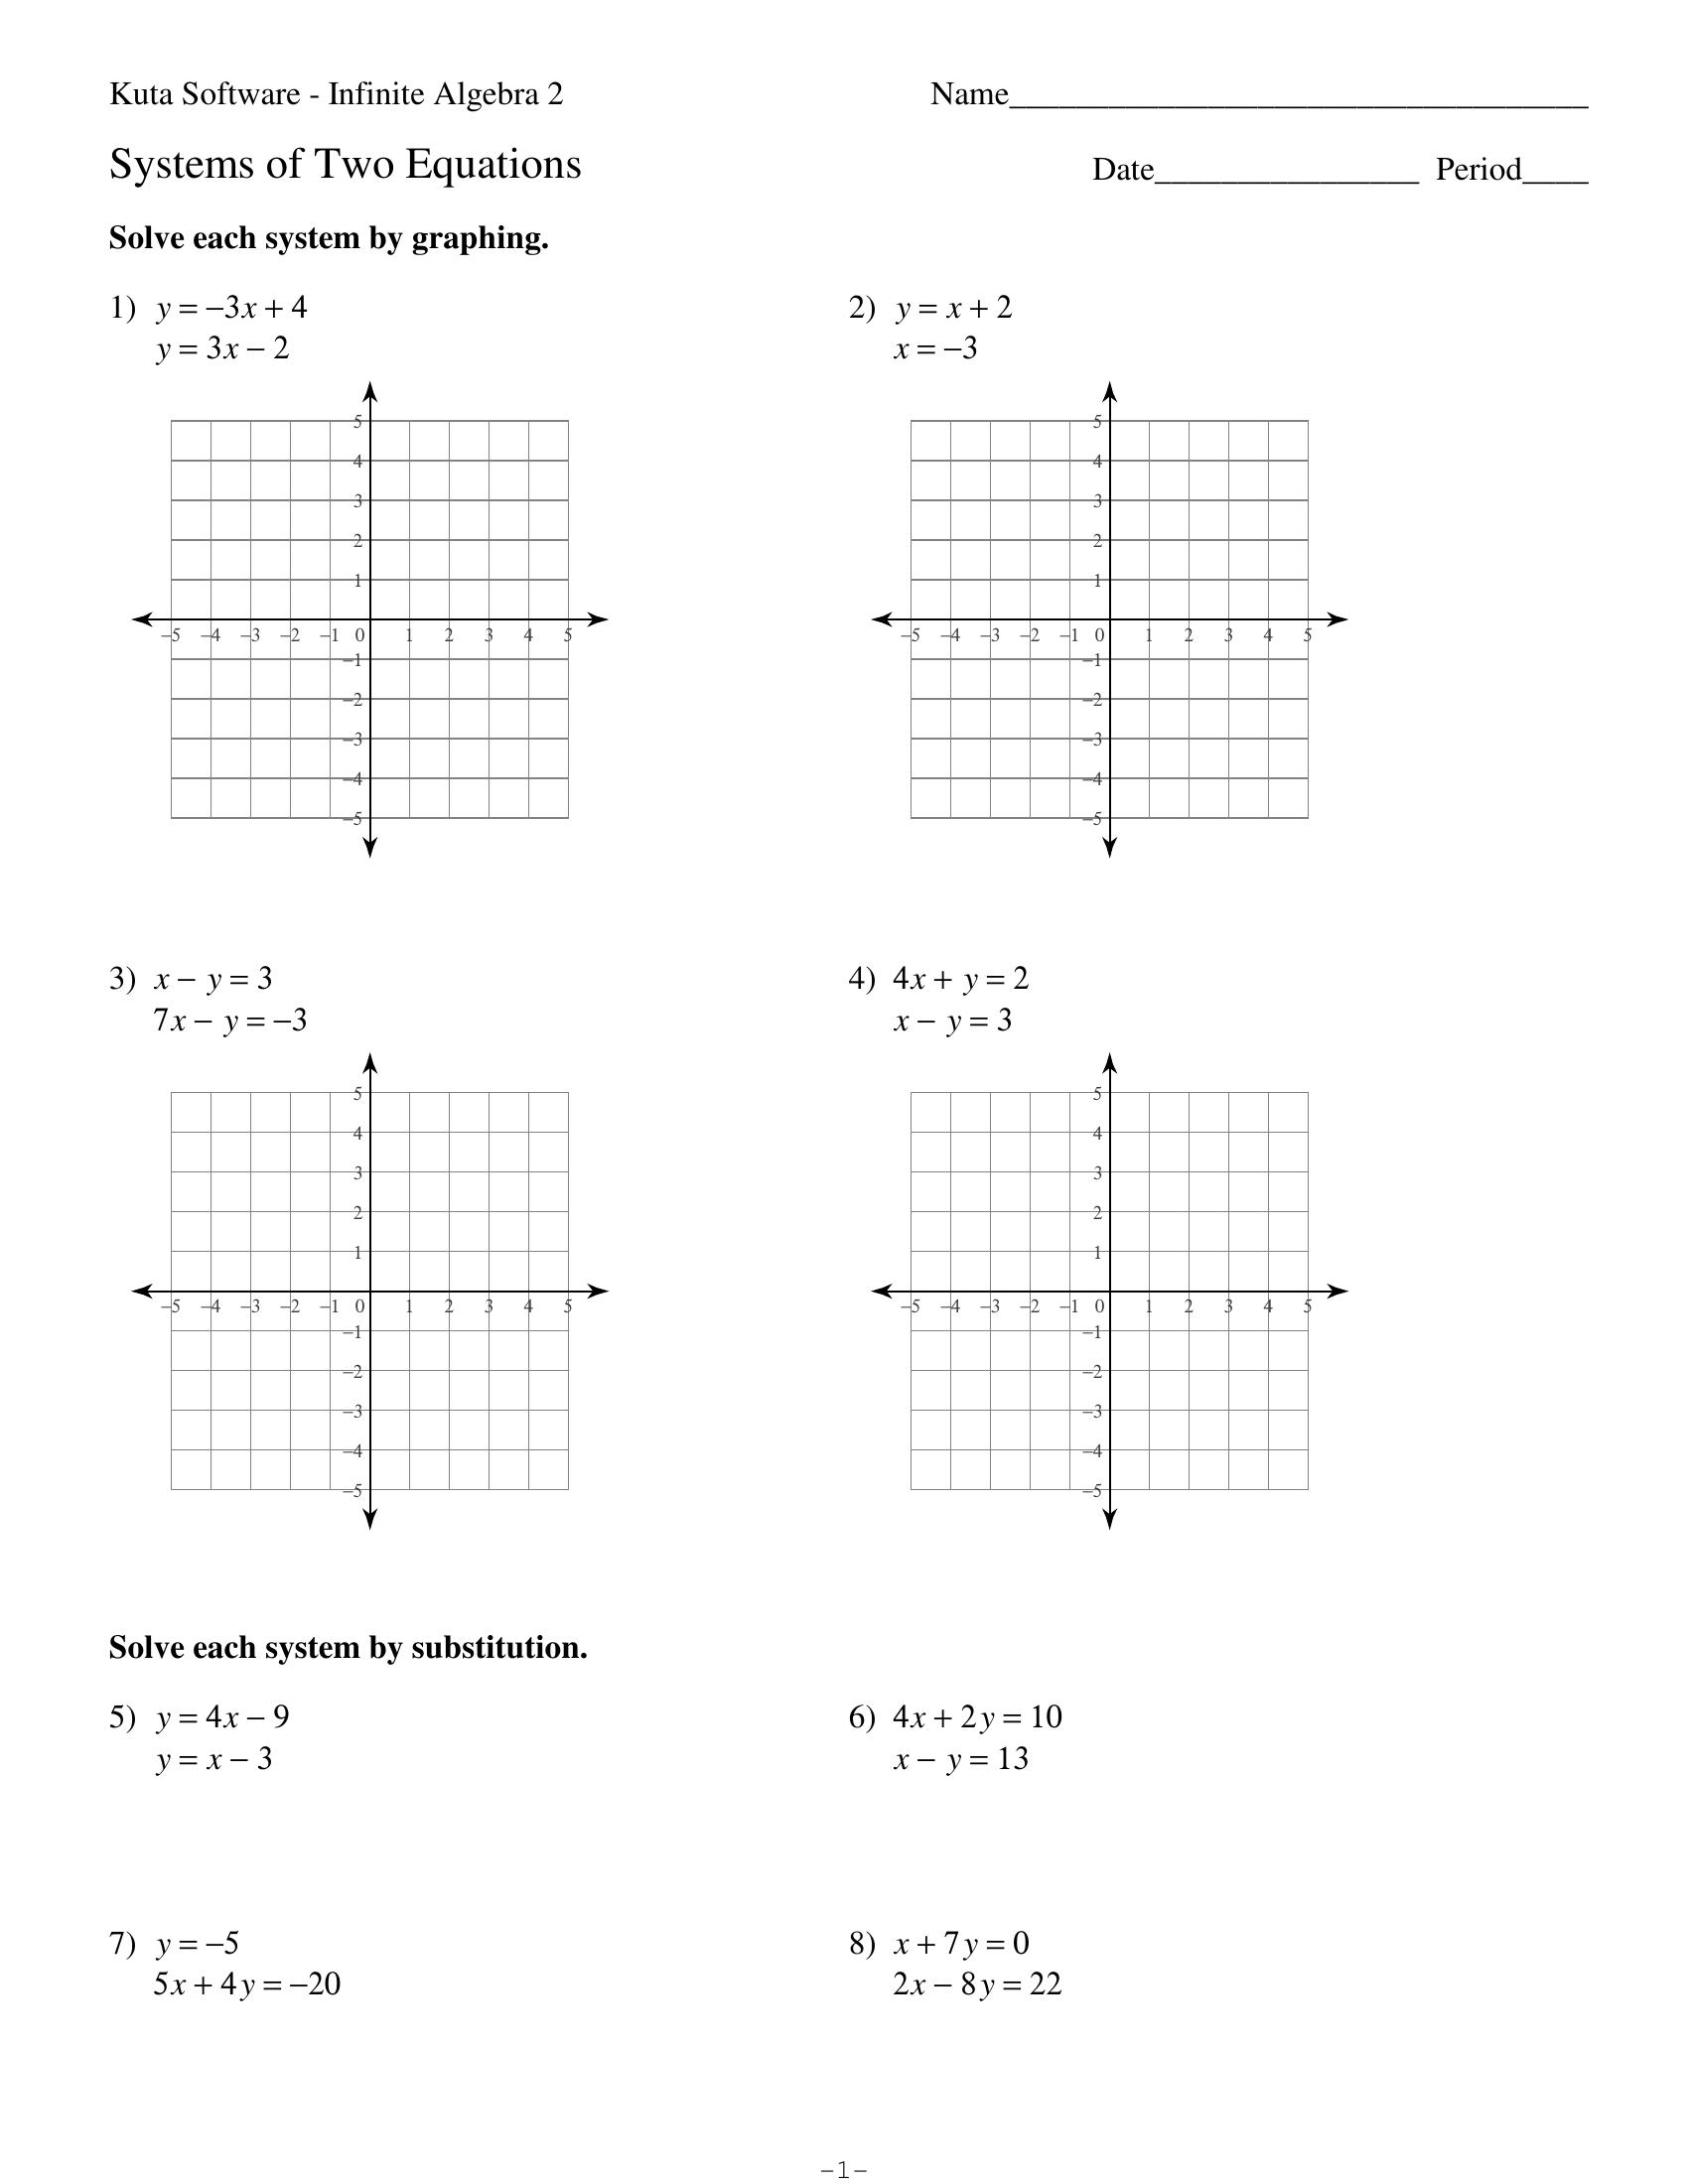 Kuta Software - Infinite Algebra 2
Name___________________________________
Systems of Two Equations
Date________________ Period____
Solve each system by graphing.
1) y = −3x + 4
y = 3x − 2
2) y = x + 2
x = −3
5
4
3
2
1
−5 −4 −3 −2 −1 0 1 2 3 4 5
−1
−2
−3
−4
−5
5
4
3
2
1
−5 −4 −3 −2 −1 0 1 2 3 4 5
−1
−2
−3
−4
−5
3) x − y = 3
7x − y = −3
4) 4x + y = 2
x − y = 3
5
4
3
2
1
−5 −4 −3 −2 −1 0 1 2 3 4 5
−1
−2
−3
−4
−5
5
4
3
2
1
−5 −4 −3 −2 −1 0 1 2 3 4 5
−1
−2
−3
−4
−5
Solve each system by substitution.
5) y = 4x − 9
y = x − 3
6) 4x + 2y = 10
x − y = 13
7) y = −5
5x + 4y = −20
8) x + 7y = 0
2x − 8y = 22
-1-